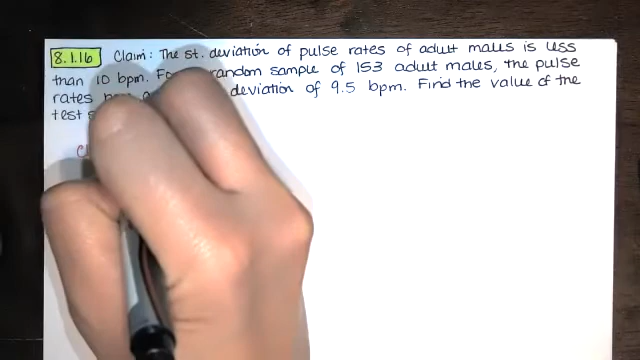 8.1.16 Claim: The st. deviation of pulse rates of adult males is less
than 10 bpm. random sample of 153 adult males, the pulse
rates deviation of 9.5 bpm. Find the value of the
test